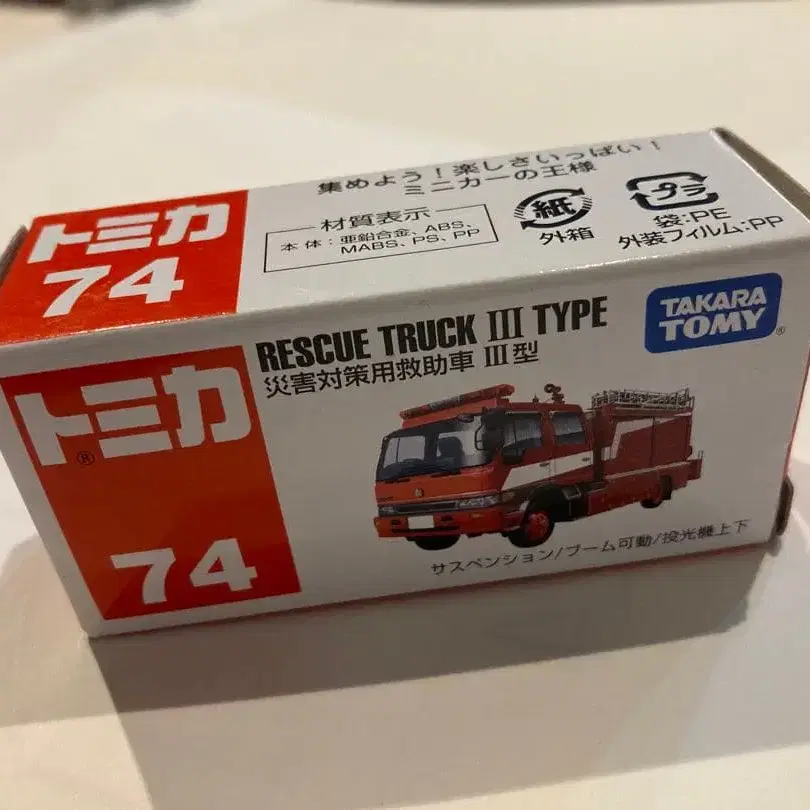 集めよう！楽しさいっぱい！
ミニカーの王様
トミカ
74
材質表示
本体：亜鉛合金、ABS、
MABS、PS、PP
紙
外箱
プラ
袋:PE
外装フィルム:PP
トミカ®
74
RESCUE TRUCK III TYPE
災害対策用救助車 III型
TAKARA
TOMY®
サスペンション/ブーム可動/投光機上下